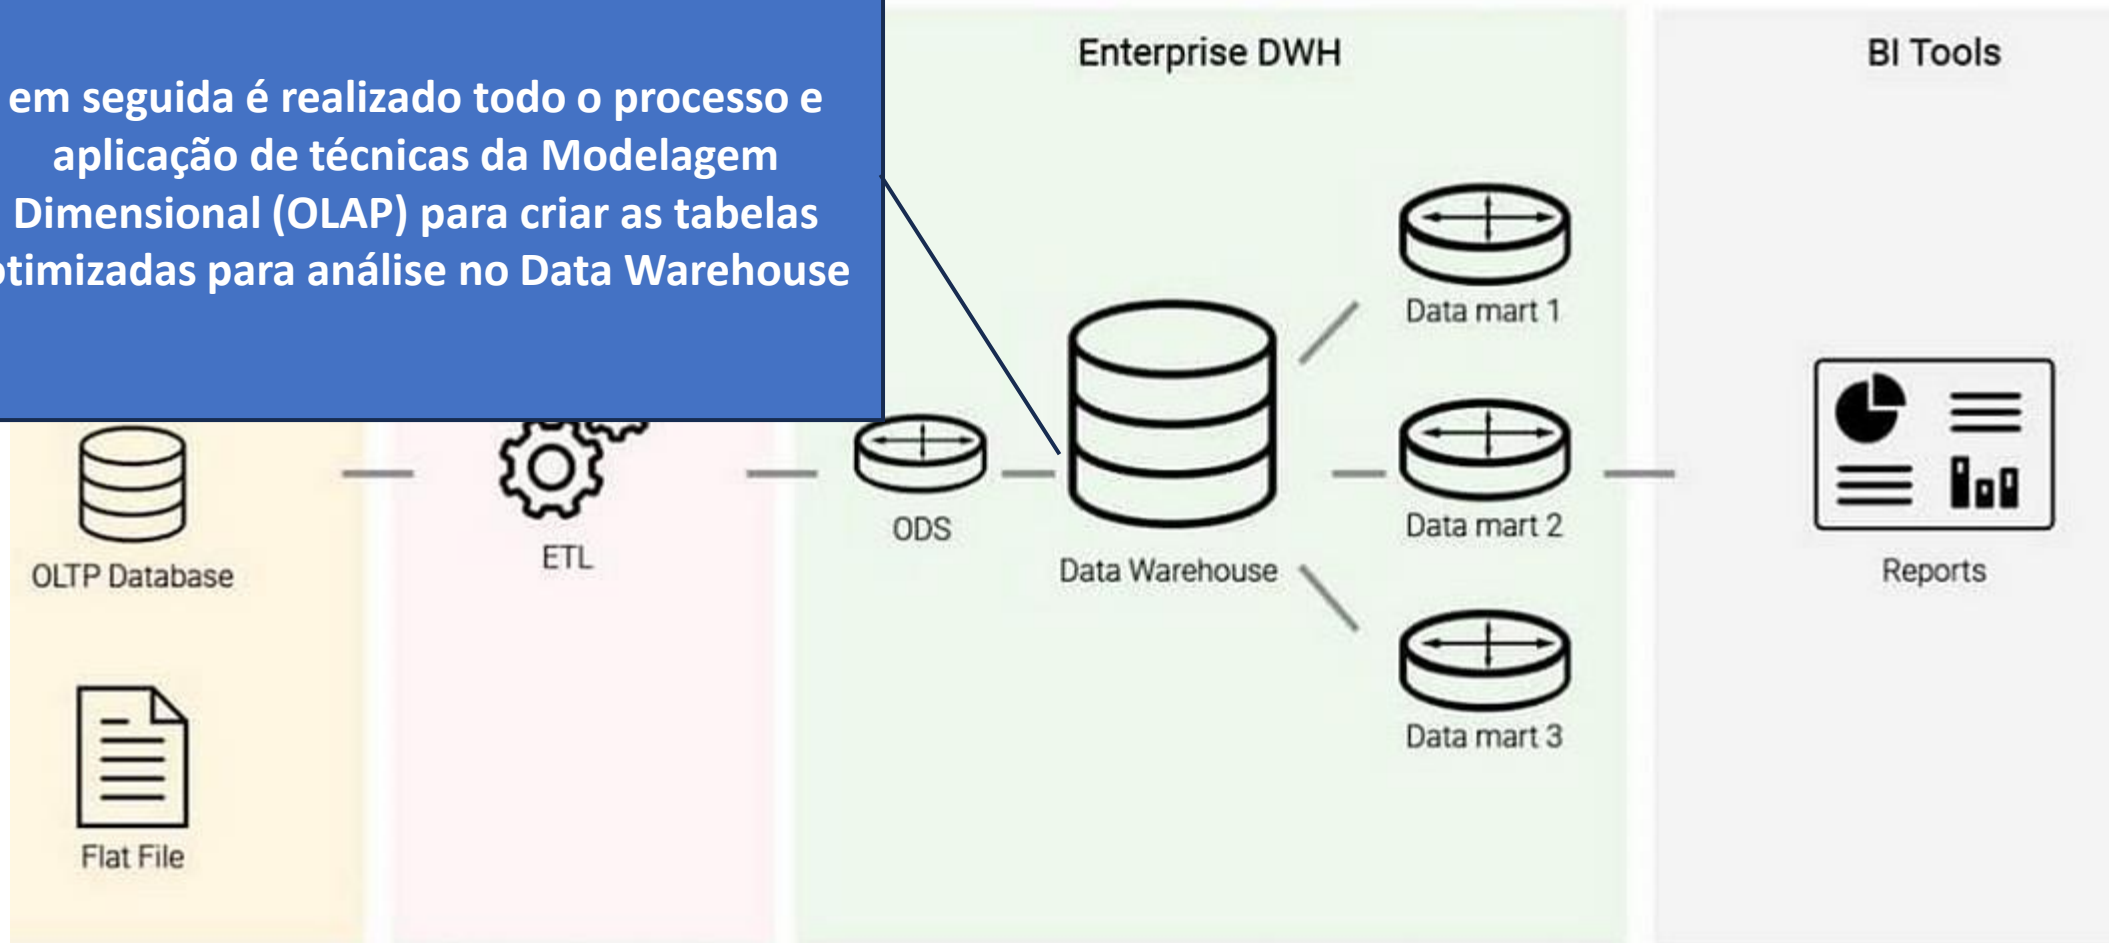 em seguida é realizado todo o processo e
aplicação de técnicas da Modelagem
Dimensional (OLAP) para criar as tabelas
otimizadas para análise no Data Warehouse
Enterprise DWH
BI Tools
Data mart 1
OLTP Database
ETL
ODS
Data Warehouse
Data mart 2
Reports
Data mart 3
Flat File